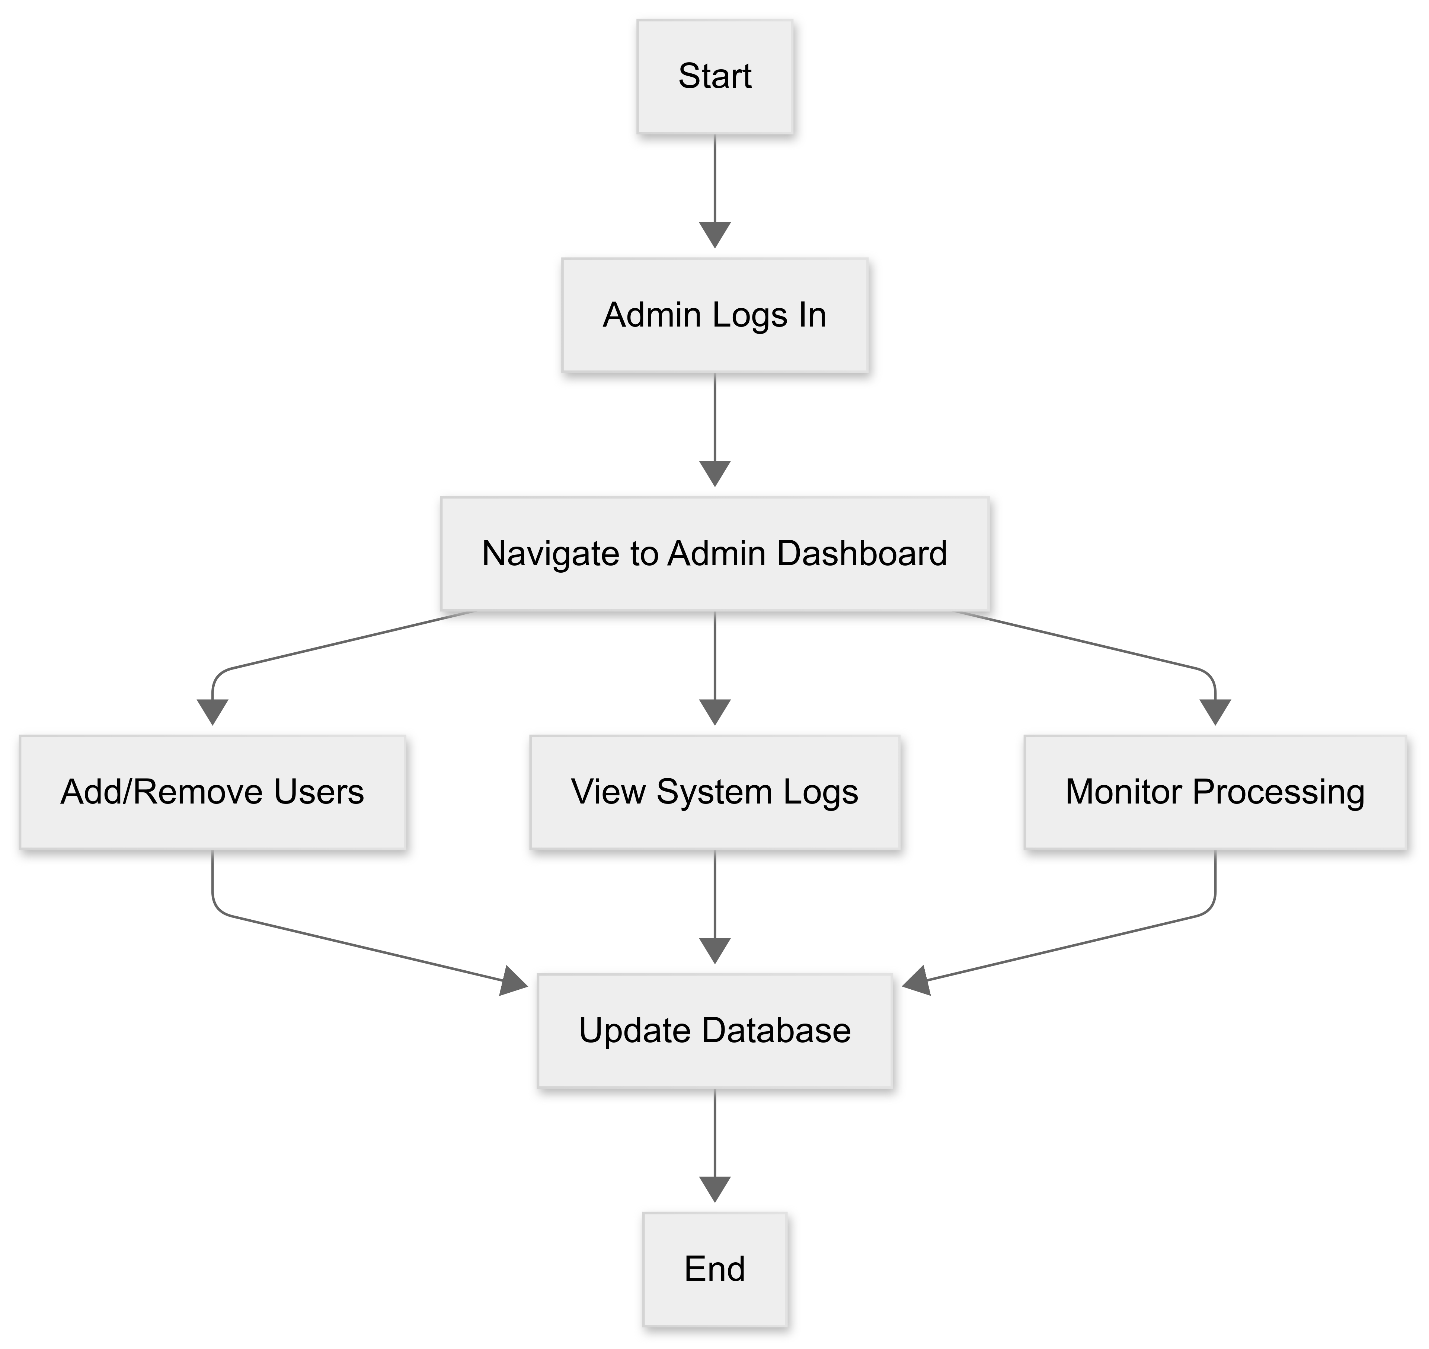 Start
Admin Logs In
Navigate to Admin Dashboard
Add/Remove Users
View System Logs
Monitor Processing
Update Database
End